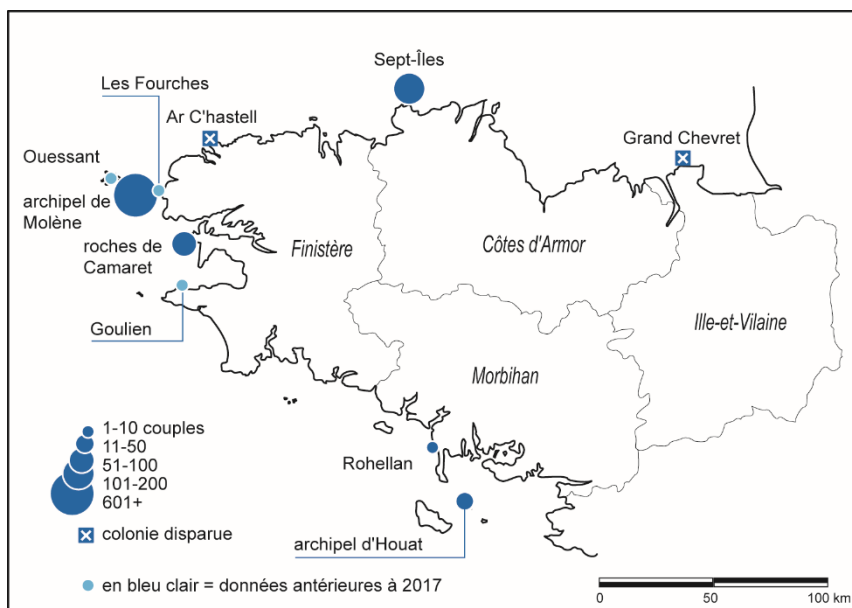 Sept-Îles
Les Fourches
Ar C'hastell
Grand Chevret
Ouessant
archipel de
Molène
roches de
Camaret
Finistère
Côtes d'Armor
Goulien
Ille-et-Vilaine
Morbihan
1-10 couples
11-50
51-100
101-200
601+
Rohellan
colonie disparue
archipel d'Houat
en bleu clair = données antérieures à 2017
0 50 100 km